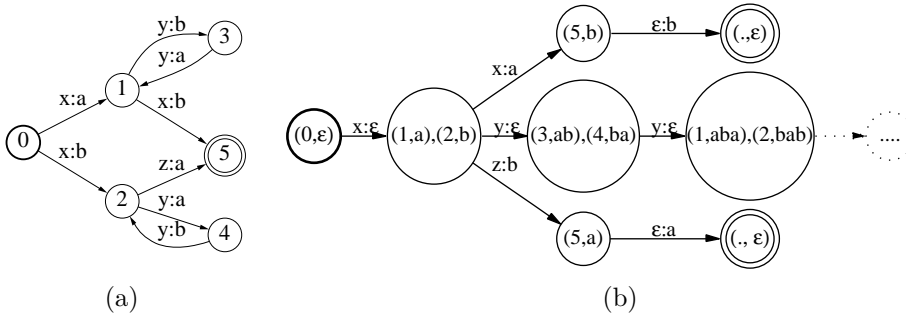 y:b
3
y:a
1
x:a
x:b
0
5
x:b
z:a
2
y:a
y:b
4
(a)
(5,b)
ε:b
(.,ε)
x:a
(0,ε)
x:ε
(1,a),(2,b)
y:ε
(3,ab),(4,ba)
y:ε
(1,aba),(2,bab)
....
z:b
(5,a)
ε:a
(., ε)
(b)